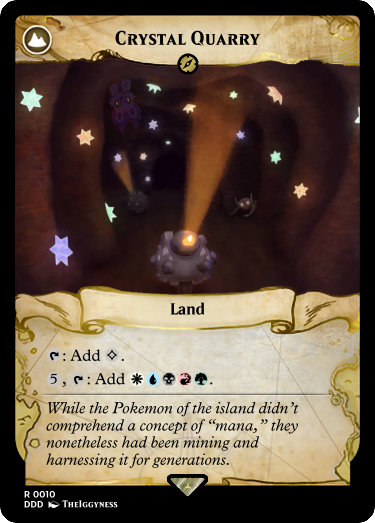 Crystal Quarry
Land
: Add .
5 , : Add .
While the Pokemon of the island didn't
comprehend a concept of “mana,” they
nonetheless had been mining and
harnessing it for generations.
R 0010
DDD TheIggyness